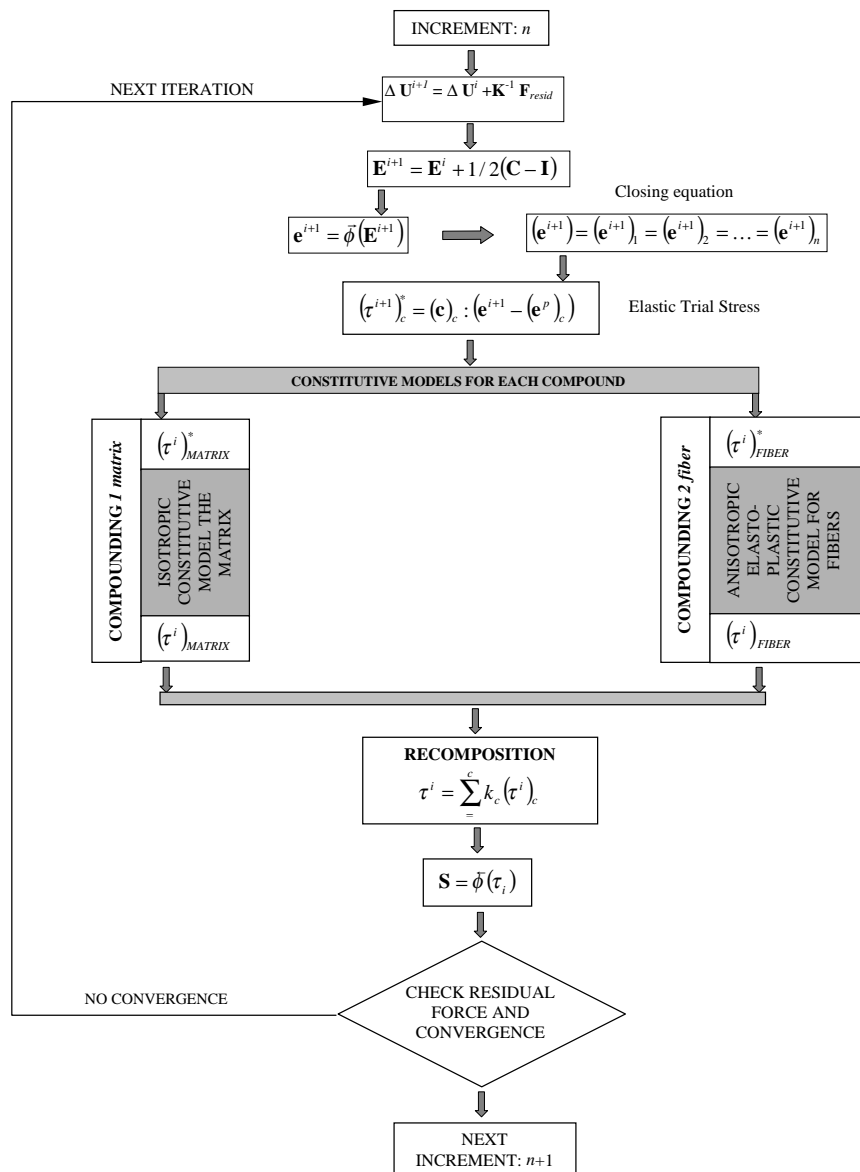 INCREMENT: n
NEXT ITERATION
Δ U^{i+1} = Δ U^i + K^{-1} F_{resid}
E^{i+1} = E^i + 1/2(C − I)
Closing equation
e^{i+1} = \vec{ϕ}(E^{i+1})
(e^{i+1}) = (e^{i+1})_1 = (e^{i+1})_2 = … = (e^{i+1})_n
(τ^{i+1})_c^* = (c)_c : (e^{i+1} − (e^p)_c)
Elastic Trial Stress
CONSTITUTIVE MODELS FOR EACH COMPOUND
COMPOUNDING 1 matrix
(τ^i)^*_{MATRIX}
ISOTROPIC
CONSTITUTIVE
MODEL THE
MATRIX
(τ^i)_{MATRIX}
COMPOUNDING 2 fiber
(τ^i)^*_{FIBER}
ANISOTROPIC
ELASTO-
PLASTIC
CONSTITUTIVE
MODEL FOR
FIBERS
(τ^i)_{FIBER}
RECOMPOSITION
τ^i = \sum_{=}^{c} k_c (τ^i)_c
S = \bar{ϕ}(τ_i)
NO CONVERGENCE
CHECK RESIDUAL
FORCE AND
CONVERGENCE
NEXT
INCREMENT: n+1